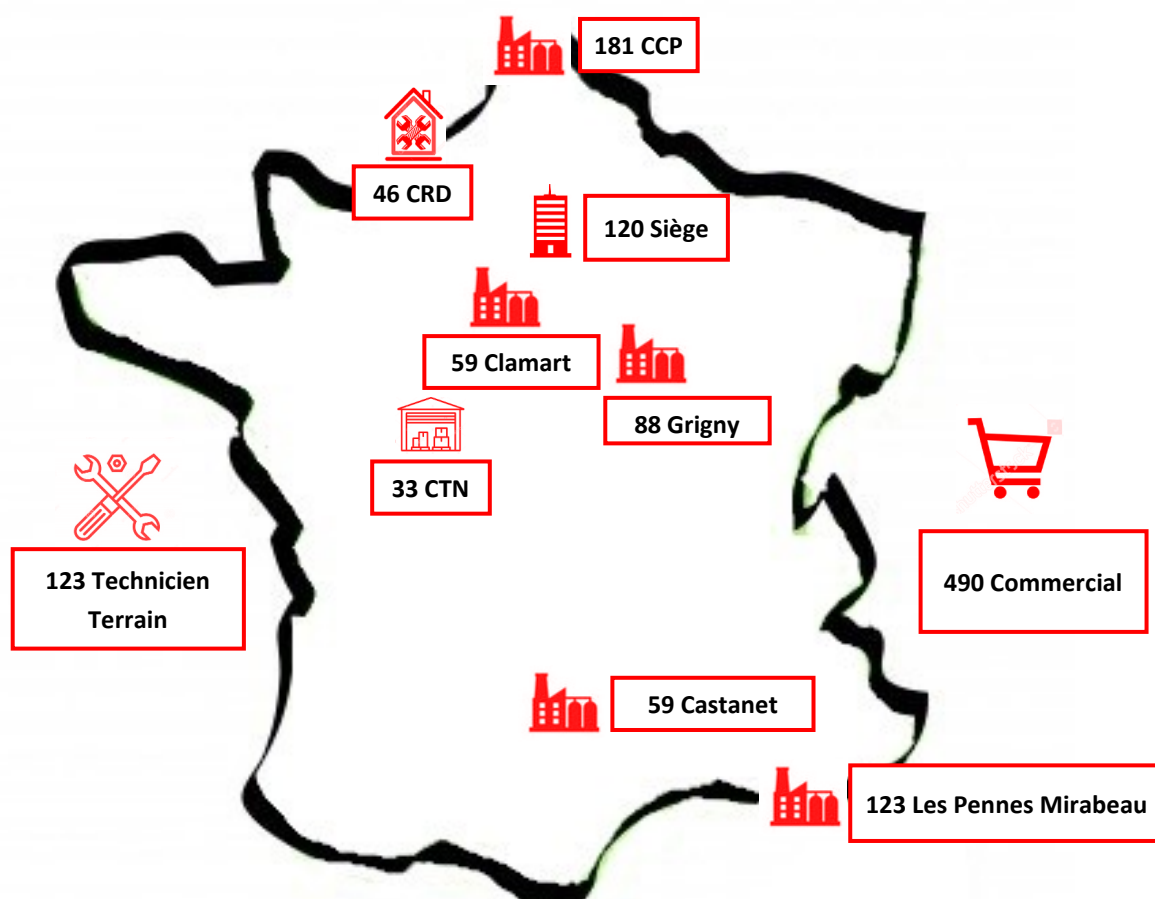 181 CCP
46 CRD
120 Siège
59 Clamart
88 Grigny
33 CTN
123 Technicien
Terrain
490 Commercial
59 Castanet
123 Les Pennes Mirabeau